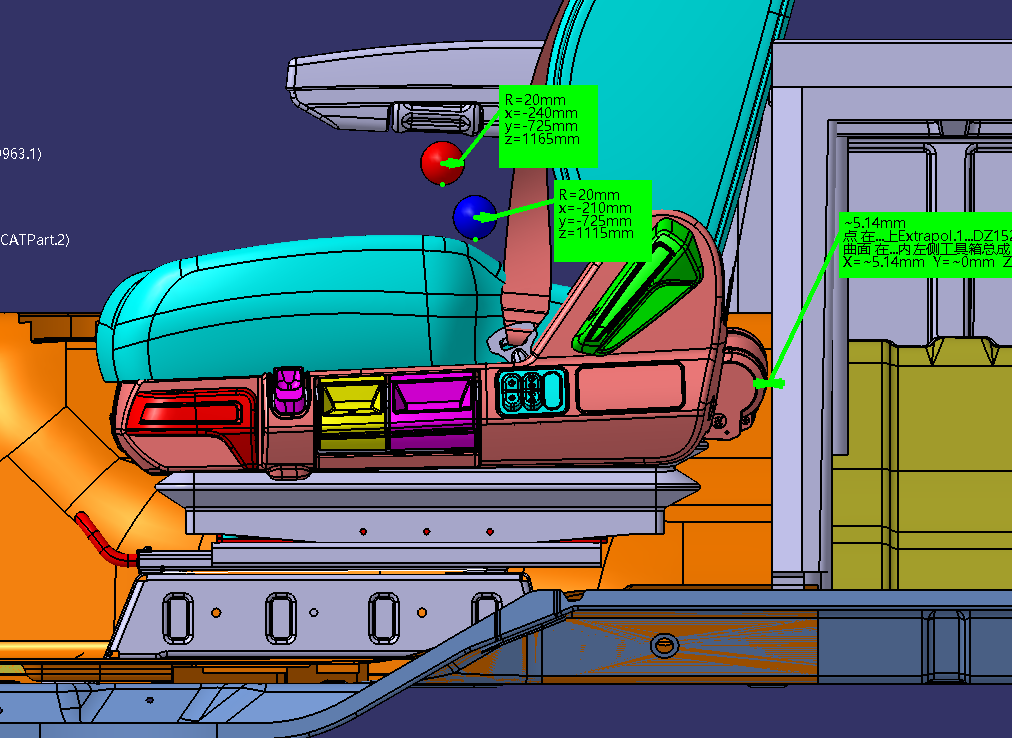 R=20mm
x=-240mm
y=-725mm
z=1165mm
9963.1)
R=20mm
x=-210mm
y=-725mm
z=1115mm
CATPart.2)
~5.14mm
点 在...上Extrapol.1...DZ152
曲面 在...内左侧工具箱总成
X=~5.14mm Y=~0mm Z